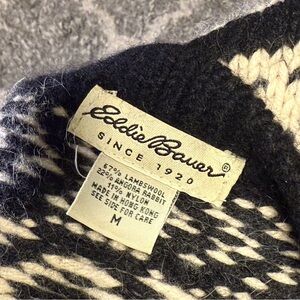 Eddie Bauer®
SINCE 1920
67% LAMBSWOOL
22% ANGORA RABBIT
11% NYLON
MADE IN HONG KONG
SEE SIDE FOR CARE
M